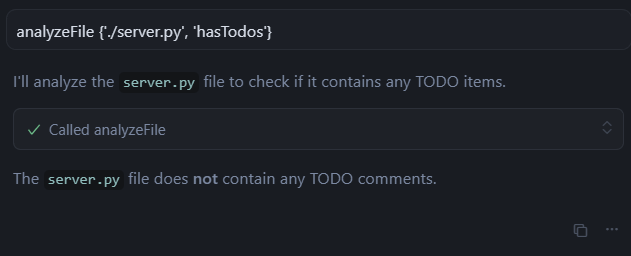 analyzeFile {'./server.py', 'hasTodos'}
I'll analyze the server.py file to check if it contains any TODO items.
Called analyzeFile
The server.py file does not contain any TODO comments.